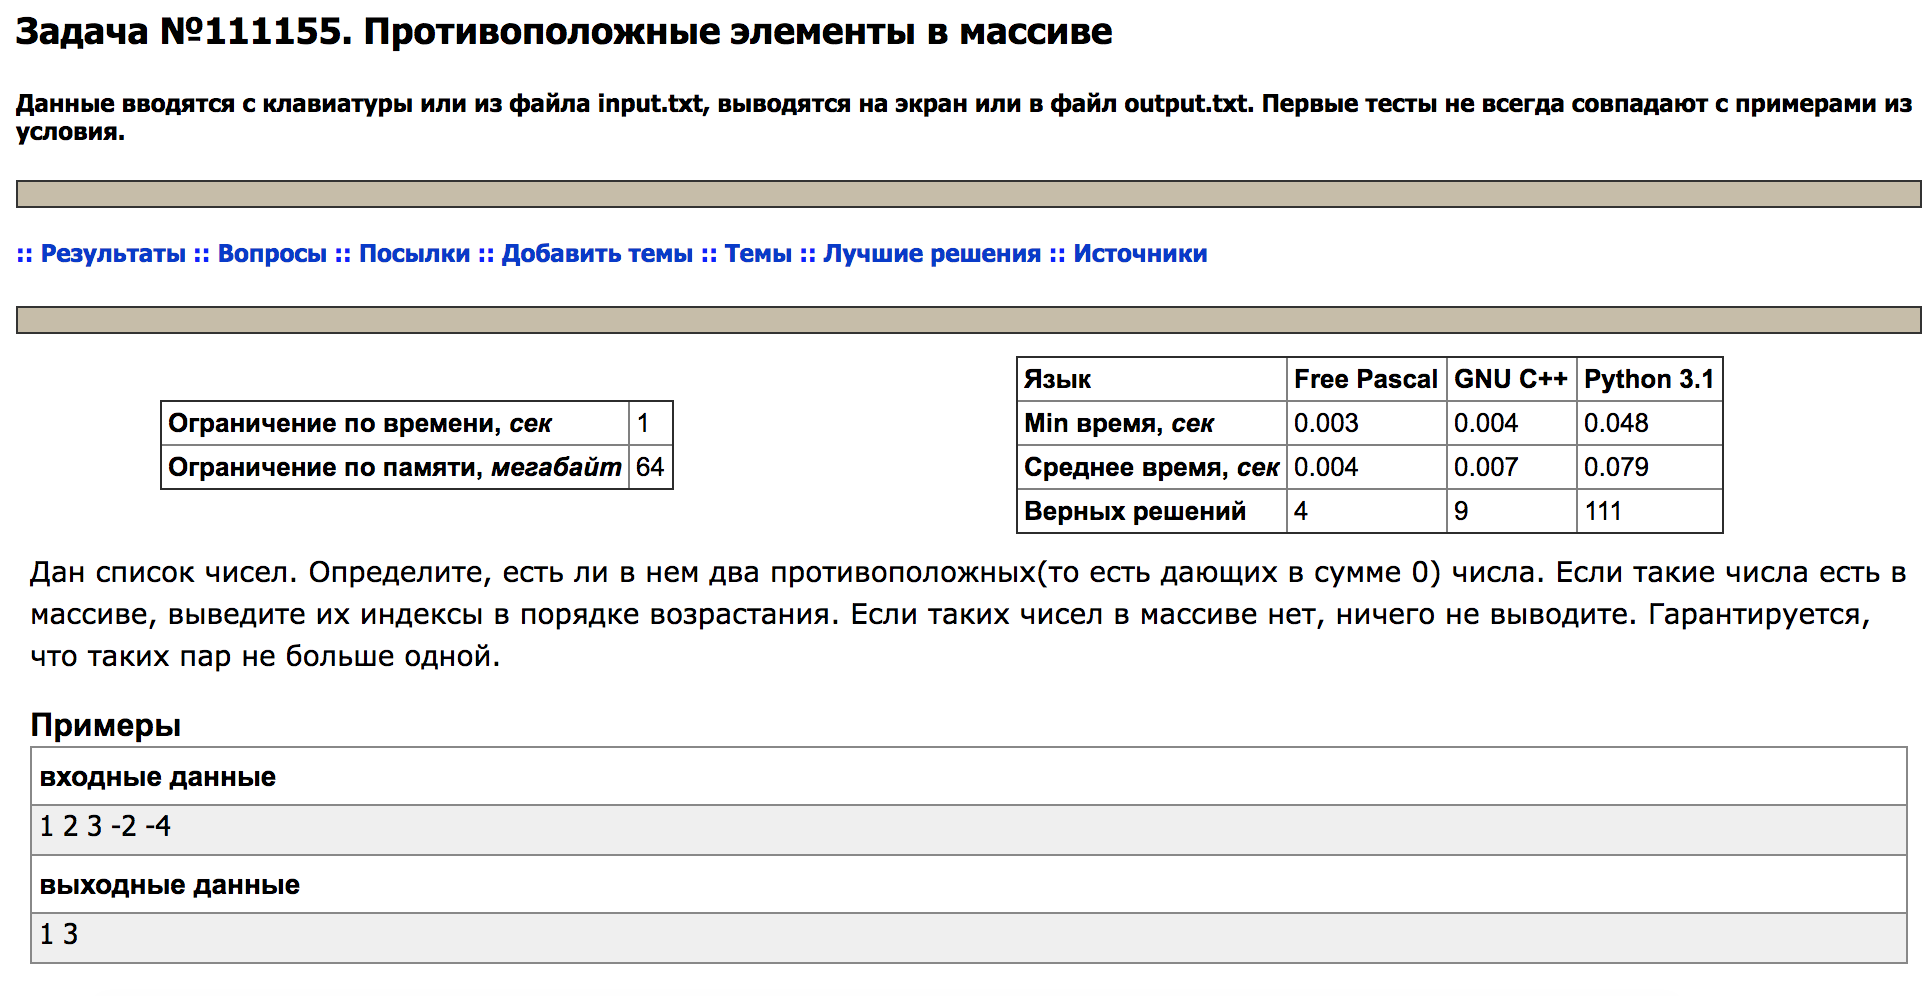 Задача №111155. Противоположные элементы в массиве
Данные вводятся с клавиатуры или из файла input.txt, выводятся на экран или в файл output.txt. Первые тесты не всегда совпадают с примерами из
условия.
:: Результаты :: Вопросы :: Посылки :: Добавить темы :: Темы :: Лучшие решения :: Источники
Ограничение по времени, сек 1
Ограничение по памяти, мегабайт 64
Язык Free Pascal GNU C++ Python 3.1
Min время, сек 0.003 0.004 0.048
Среднее время, сек 0.004 0.007 0.079
Верных решений 4 9 111
Дан список чисел. Определите, есть ли в нем два противоположных(то есть дающих в сумме 0) числа. Если такие числа есть в
массиве, выведите их индексы в порядке возрастания. Если таких чисел в массиве нет, ничего не выводите. Гарантируется,
что таких пар не больше одной.
Примеры
входные данные
1 2 3 -2 -4
выходные данные
1 3